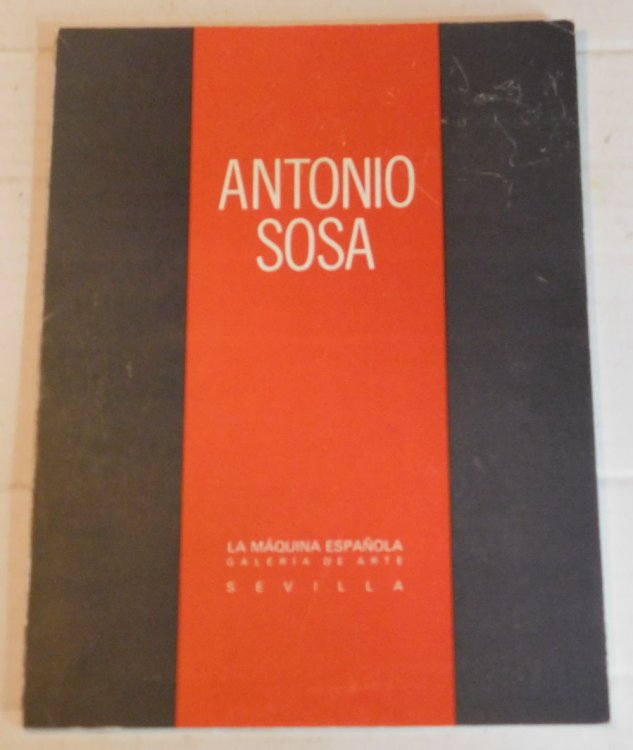 ANTONIO
SOSA
LA MÁQUINA ESPAÑOLA
GALERÍA DE ARTE
SEVILLA